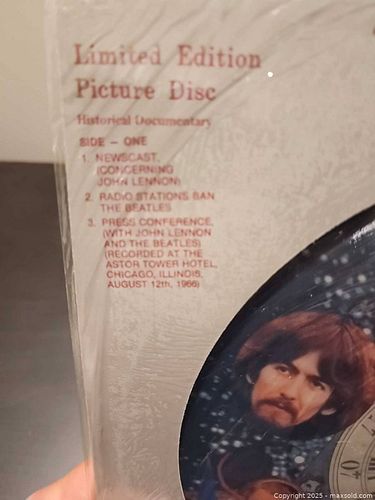 Limited Edition
Picture Disc
Historical Documentary
SIDE – ONE
1. NEWSCAST,
(CONCERNING
JOHN LENNON)
2. RADIO STATIONS BAN
THE BEATLES
3. PRESS CONFERENCE,
(WITH JOHN LENNON
AND THE BEATLES)
(RECORDED AT THE
ASTOR TOWER HOTEL,
CHICAGO, ILLINOIS,
AUGUST 12th, 1966)
40
Copyright 2025 - maxsold.com